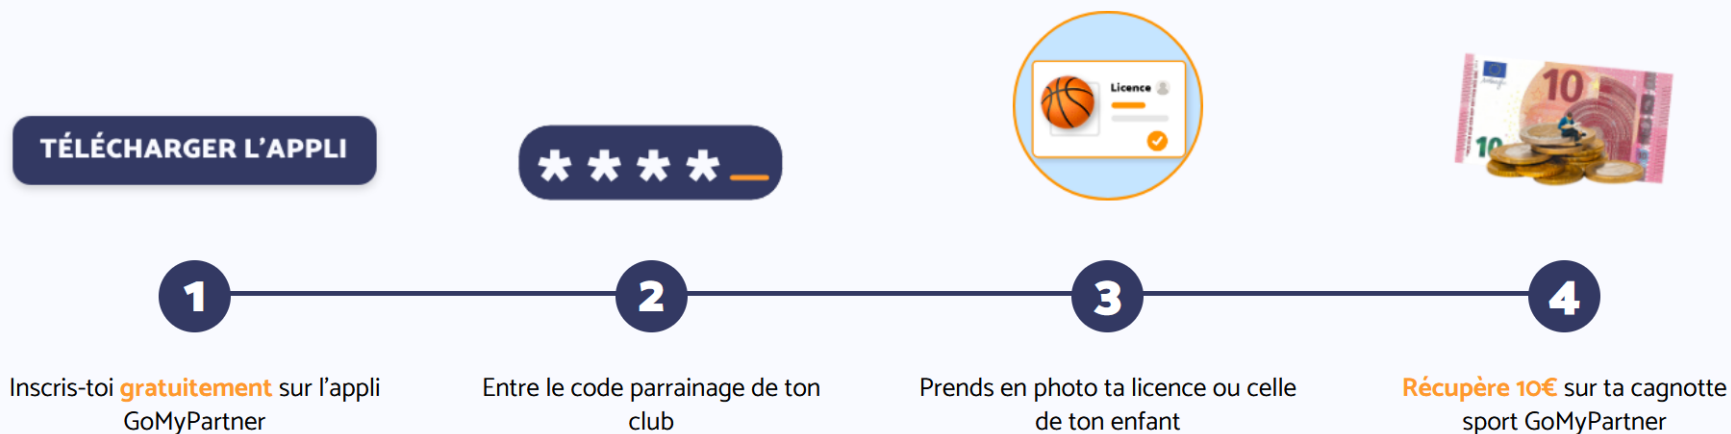 TÉLÉCHARGER L'APPLI
****_
Licence
10
10
1
2
3
4
Inscris-toi gratuitement sur l'appli
GoMyPartner
Entre le code parrainage de ton
club
Prends en photo ta licence ou celle
de ton enfant
Récupère 10€ sur ta cagnotte
sport GoMyPartner